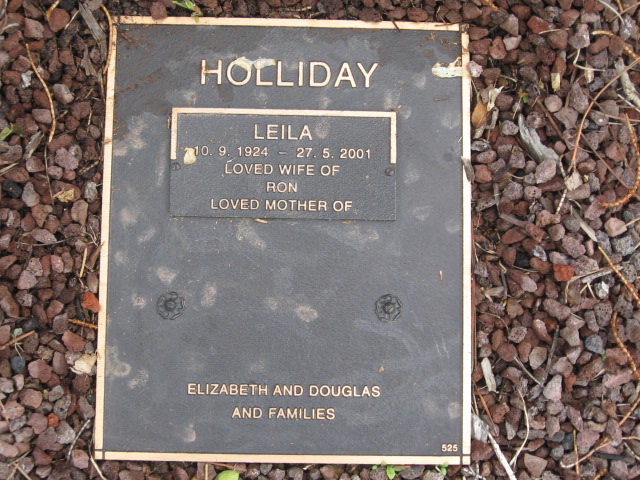 HOLLIDAY
LEILA
10. 9. 1924 – 27. 5. 2001
LOVED WIFE OF
RON
LOVED MOTHER OF
ELIZABETH AND DOUGLAS
AND FAMILIES
525